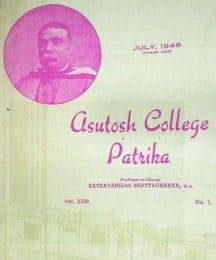 JULY, 1948
Asutosh College
Patrika
Professor-in-Charge
KATYAYANIDAS BHATTACHARYA, M.A.
Vol. XXIII
No. 1.